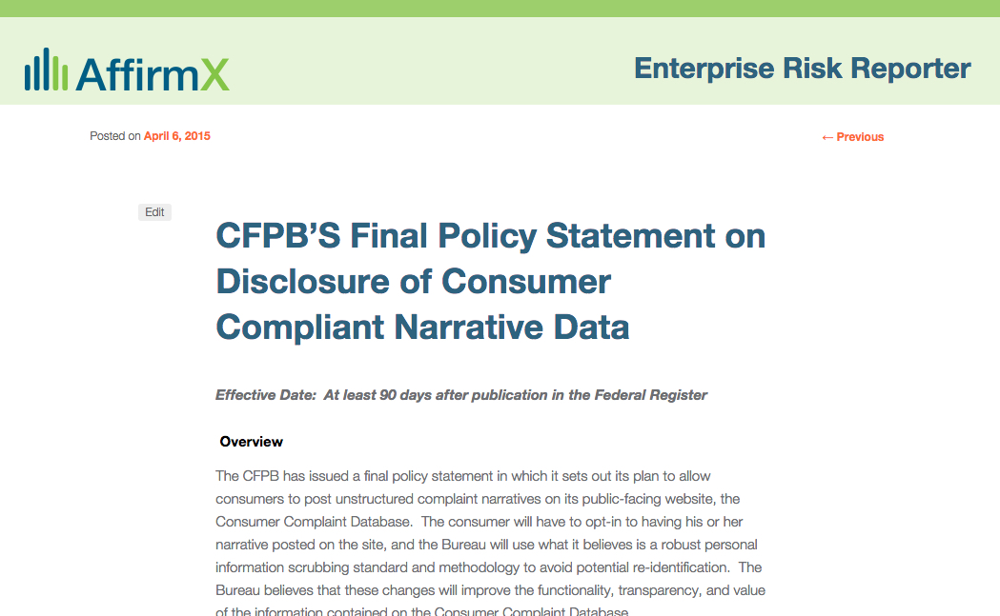 AffirmX
Enterprise Risk Reporter
Posted on April 6, 2015
← Previous
Edit
CFPB’S Final Policy Statement on
Disclosure of Consumer
Compliant Narrative Data
Effective Date:  At least 90 days after publication in the Federal Register
Overview
The CFPB has issued a final policy statement in which it sets out its plan to allow
consumers to post unstructured complaint narratives on its public-facing website, the
Consumer Complaint Database.  The consumer will have to opt-in to having his or her
narrative posted on the site, and the Bureau will use what it believes is a robust personal
information scrubbing standard and methodology to avoid potential re-identification.  The
Bureau believes that these changes will improve the functionality, transparency, and value
of the information contained on the Consumer Complaint Database.